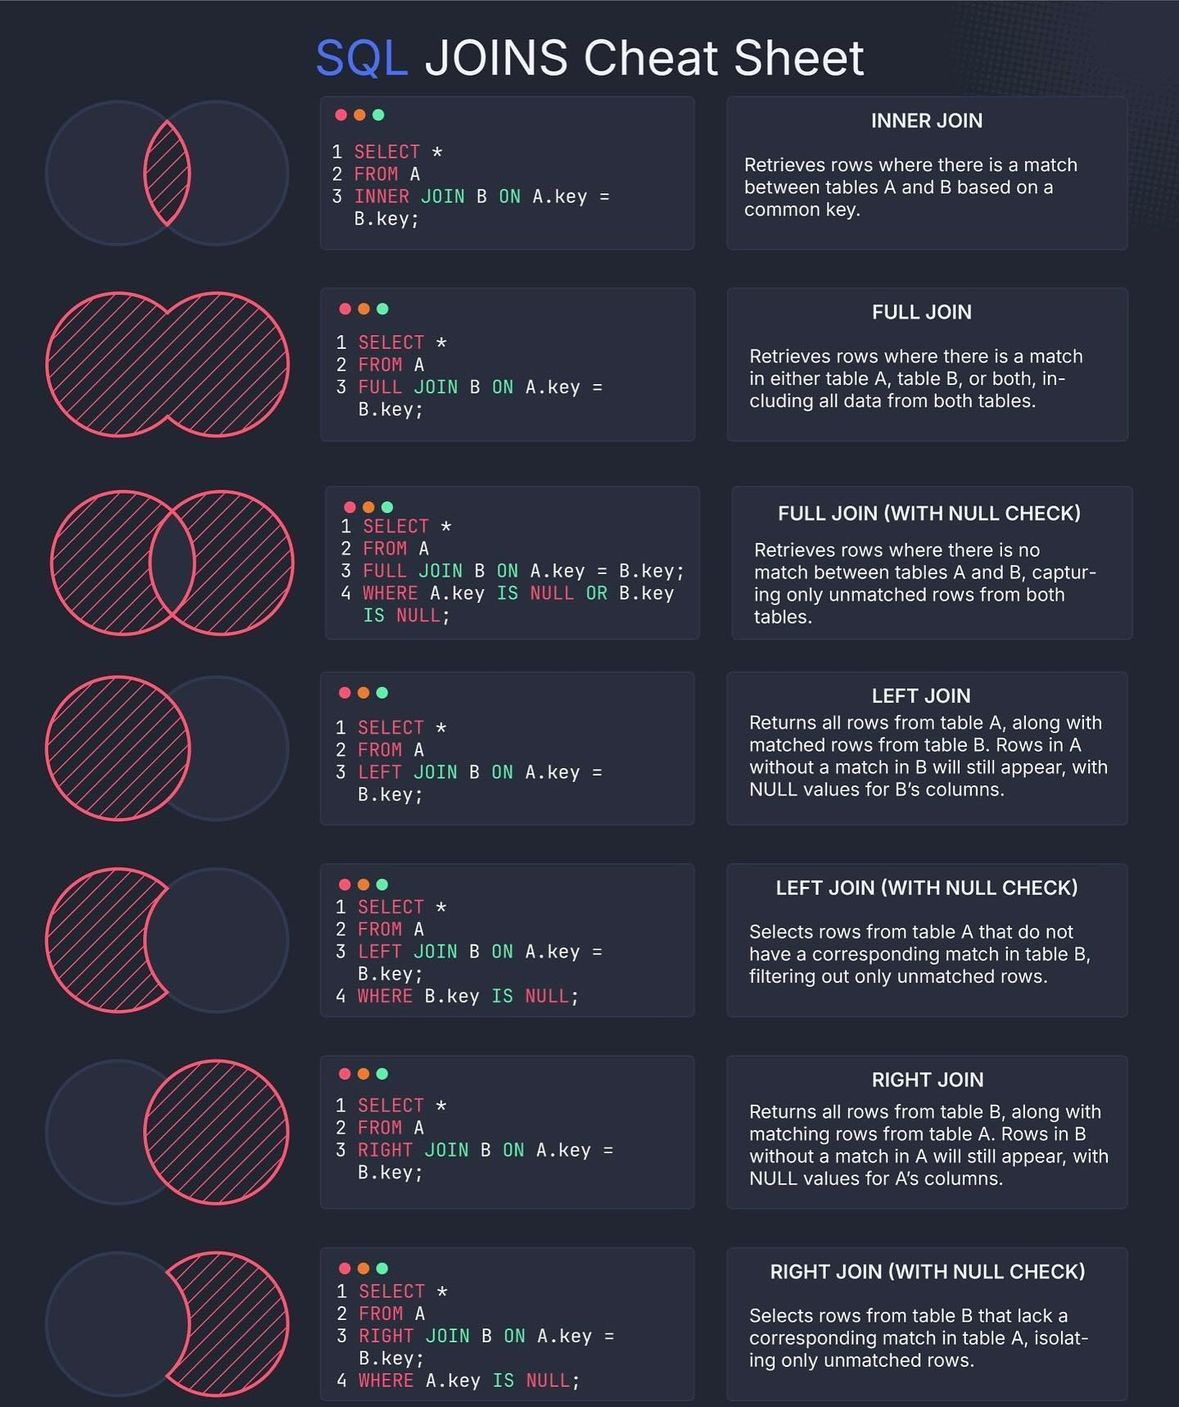 SQL JOINS Cheat Sheet
1 SELECT *
2 FROM A
3 INNER JOIN B ON A.key =
B.key;
INNER JOIN
Retrieves rows where there is a match
between tables A and B based on a
common key.
1 SELECT *
2 FROM A
3 FULL JOIN B ON A.key =
B.key;
FULL JOIN
Retrieves rows where there is a match
in either table A, table B, or both, in-
cluding all data from both tables.
1 SELECT *
2 FROM A
3 FULL JOIN B ON A.key = B.key;
4 WHERE A.key IS NULL OR B.key
IS NULL;
FULL JOIN (WITH NULL CHECK)
Retrieves rows where there is no
match between tables A and B, captur-
ing only unmatched rows from both
tables.
1 SELECT *
2 FROM A
3 LEFT JOIN B ON A.key =
B.key;
LEFT JOIN
Returns all rows from table A, along with
matched rows from table B. Rows in A
without a match in B will still appear, with
NULL values for B’s columns.
1 SELECT *
2 FROM A
3 LEFT JOIN B ON A.key =
B.key;
4 WHERE B.key IS NULL;
LEFT JOIN (WITH NULL CHECK)
Selects rows from table A that do not
have a corresponding match in table B,
filtering out only unmatched rows.
1 SELECT *
2 FROM A
3 RIGHT JOIN B ON A.key =
B.key;
RIGHT JOIN
Returns all rows from table B, along with
matching rows from table A. Rows in B
without a match in A will still appear, with
NULL values for A’s columns.
1 SELECT *
2 FROM A
3 RIGHT JOIN B ON A.key =
B.key;
4 WHERE A.key IS NULL;
RIGHT JOIN (WITH NULL CHECK)
Selects rows from table B that lack a
corresponding match in table A, isolat-
ing only unmatched rows.